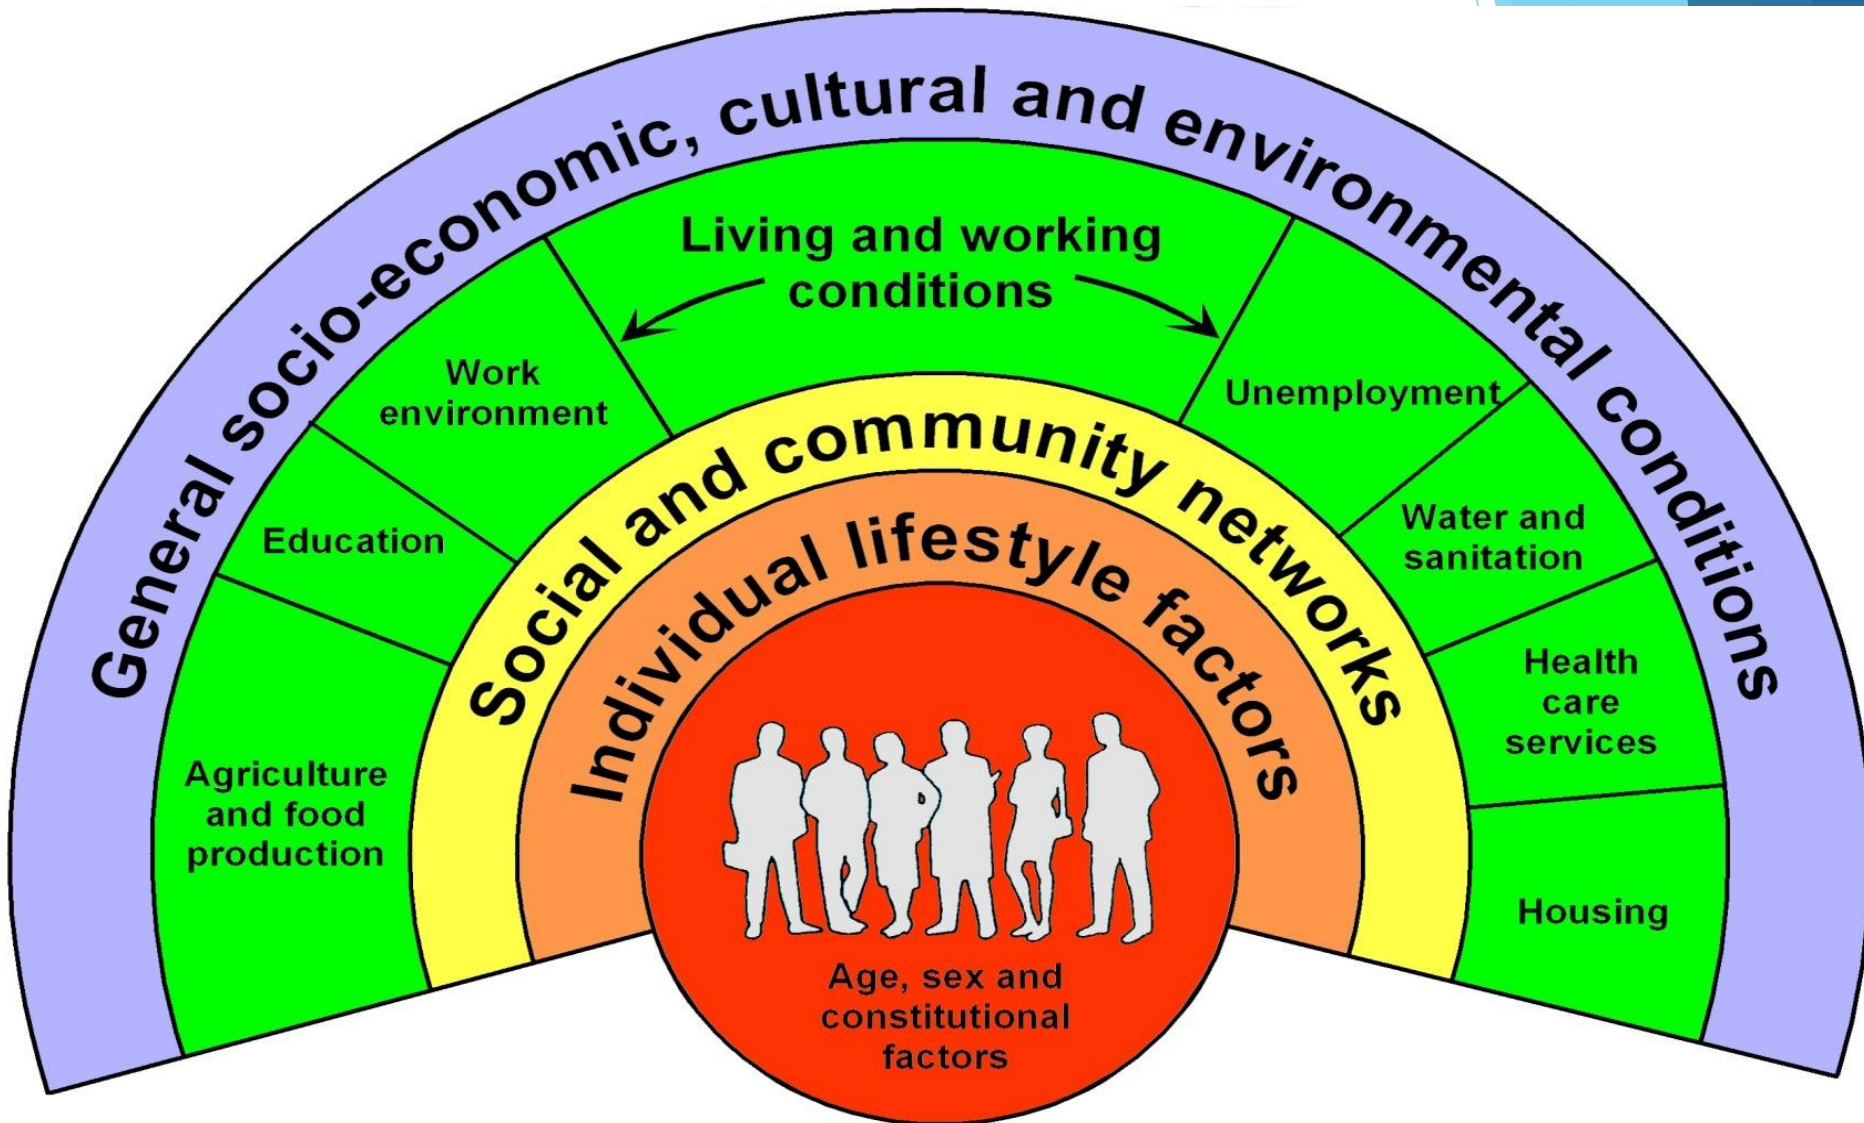 General socio-economic, cultural and environmental conditions
Living and working
conditions
Work
environment
Unemployment
Education
Water and
sanitation
Agriculture
and food
production
Health
care
services
Housing
Social and community networks
Individual lifestyle factors
Age, sex and
constitutional
factors